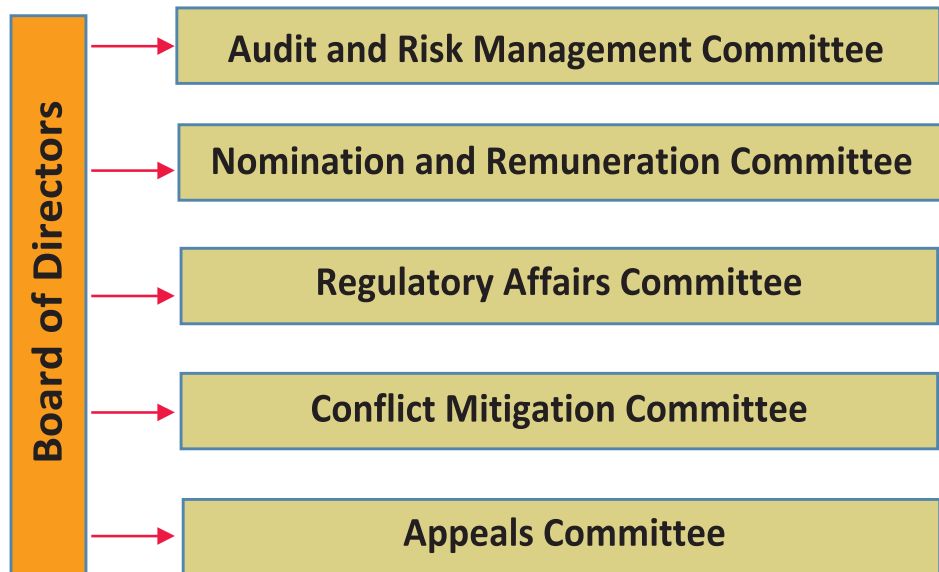 Board of Directors
Audit and Risk Management Committee
Nomination and Remuneration Committee
Regulatory Affairs Committee
Conflict Mitigation Committee
Appeals Committee